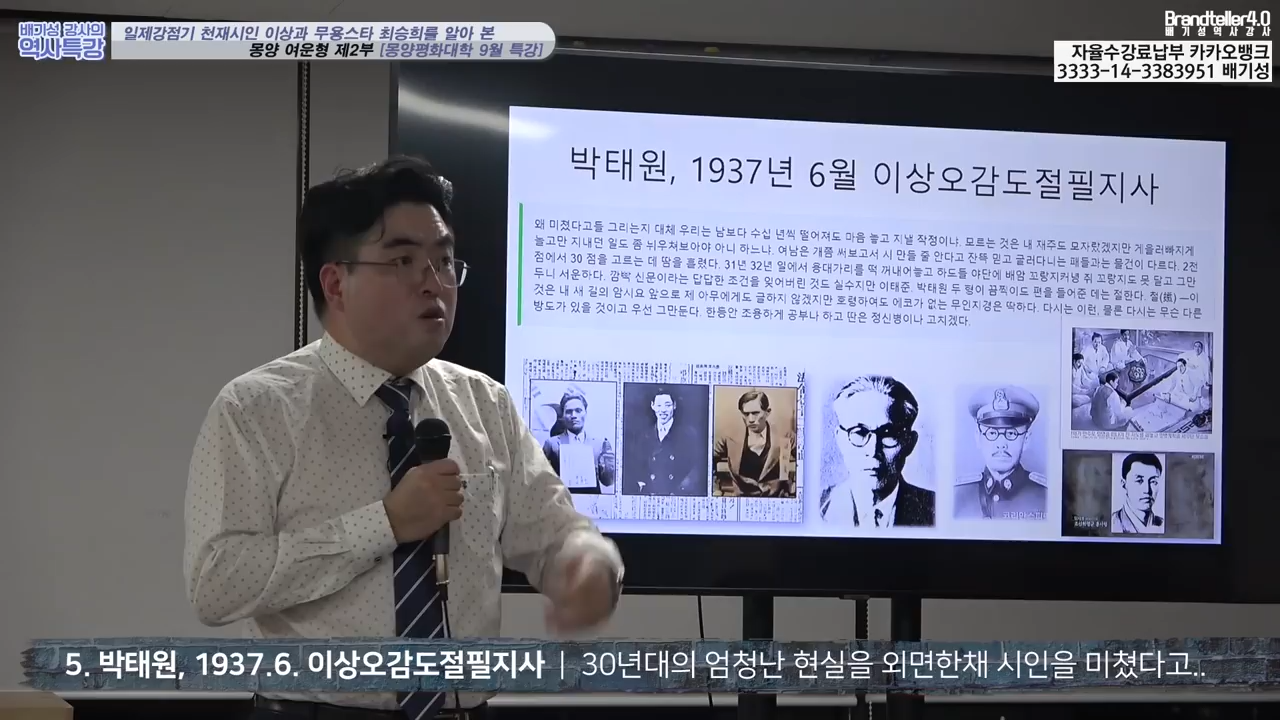 배기성 강사의
역사특강
일제강점기 천재시인 이상과 무용스타 최승희를 알아 본
몽양 여운형 제2부 [몽양평화대학 9월 특강]
Brandteller4.0
배기성역사강사
자율수강료납부 카카오뱅크
3333-14-3383951 배기성
박태원, 1937년 6월 이상오감도절필지사
왜 미쳤다고들 그러는지 대체 우리는 남보다 수십 년씩 떨어져도 마음 놓고 지낼 작정이냐. 모르는 것은 내 재주도 모자랐겠지만 게을러빠지게
놀고만 지내던 일도 좀 뉘우쳐보아야 아니 하느냐. 여남은 개쯤 써보고서 시 만들 줄 안다고 잔뜩 믿고 굴러다니는 패들과는 물건이 다르다. 2천
점에서 30 점을 고르는 데 땀을 흘렸다. 31년 32년 일에서 용대가리를 떡 꺼내어놓고 하도들 야단에 배암 꼬랑지커녕 쥐 꼬랑지도 못 달고 그만
두니 서운하다. 깜박 신문이라는 답답한 조건을 잊어버린 것도 실수지만 이태준. 박태원 두 형이 끔찍이도 편을 들어준 데는 절한다. 철(鐵) —이
것은 내 새 길의 암시요 앞으로 제 아무에게도 굴하지 않겠지만 호령하여도 에코가 없는 무인지경은 딱하다. 다시는 이런, 물론 다시는 무슨 다른
방도가 있을 것이고 우선 그만둔다. 한동안 조용하게 공부나 하고 딴은 정신병이나 고치겠다.
5. 박태원, 1937.6. 이상오감도절필지사 | 30년대의 엄청난 현실을 외면한채 시인을 미쳤다고..